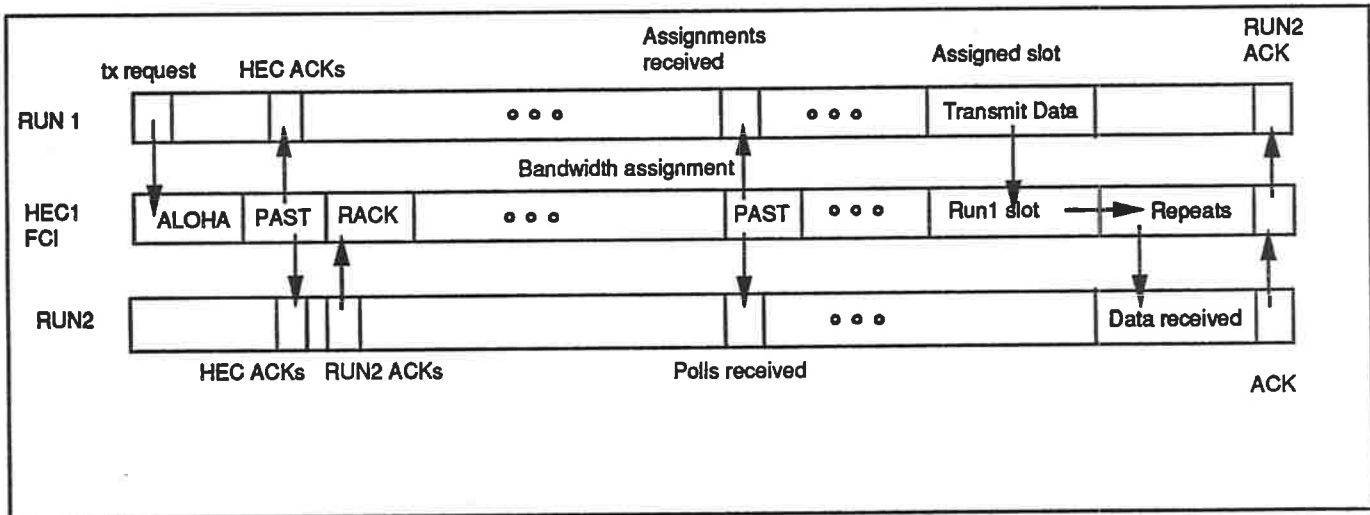 tx request
HEC ACKs
Assignments
received
Assigned slot
RUN2
ACK
RUN 1
Transmit Data
Bandwidth assignment
HEC1
FCI
ALOHA
PAST
RACK
PAST
Run1 slot
Repeats
RUN2
Data received
HEC ACKs
RUN2 ACKs
Polls received
ACK